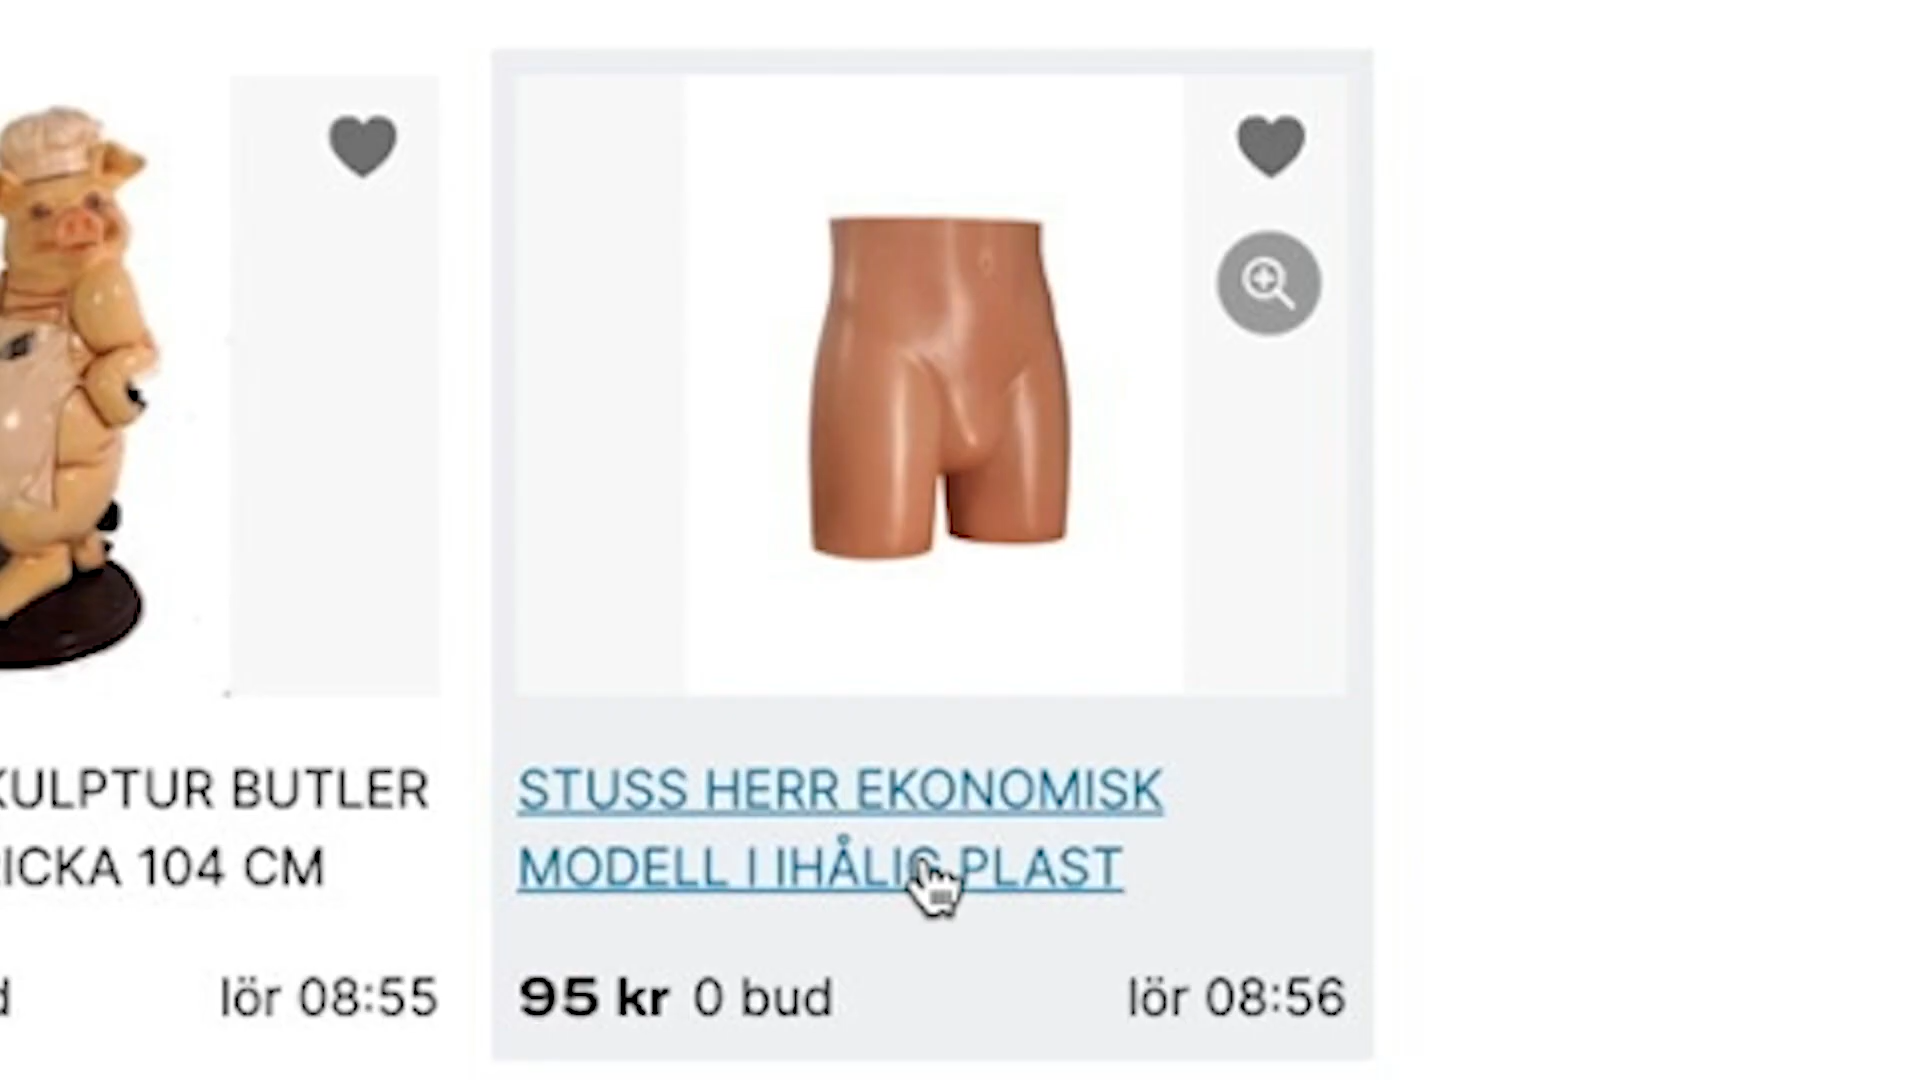 KULPTUR BUTLER
ICKA 104 CM
lör 08:55
STUSS HERR EKONOMISK
MODELL I IHÅLIG PLAST
95 kr 0 bud
lör 08:56